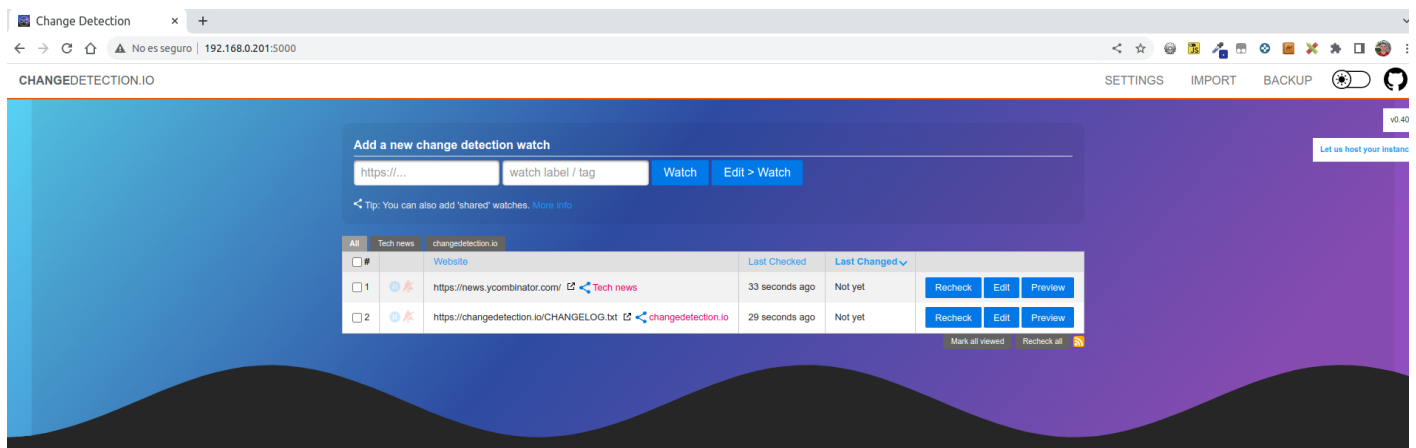 Change Detection × +
No es seguro | 192.168.0.201:5000
CHANGEDETECTION.IO SETTINGS IMPORT BACKUP
v0.40
Let us host your instanc
Add a new change detection watch
https://... watch label / tag Watch Edit > Watch
Tip: You can also add 'shared' watches. More info
All Tech news changedetection.io
# Website Last Checked Last Changed
1 https://news.ycombinator.com/ Tech news 33 seconds ago Not yet Recheck Edit Preview
2 https://changedetection.io/CHANGELOG.txt changedetection.io 29 seconds ago Not yet Recheck Edit Preview
Mark all viewed Recheck all